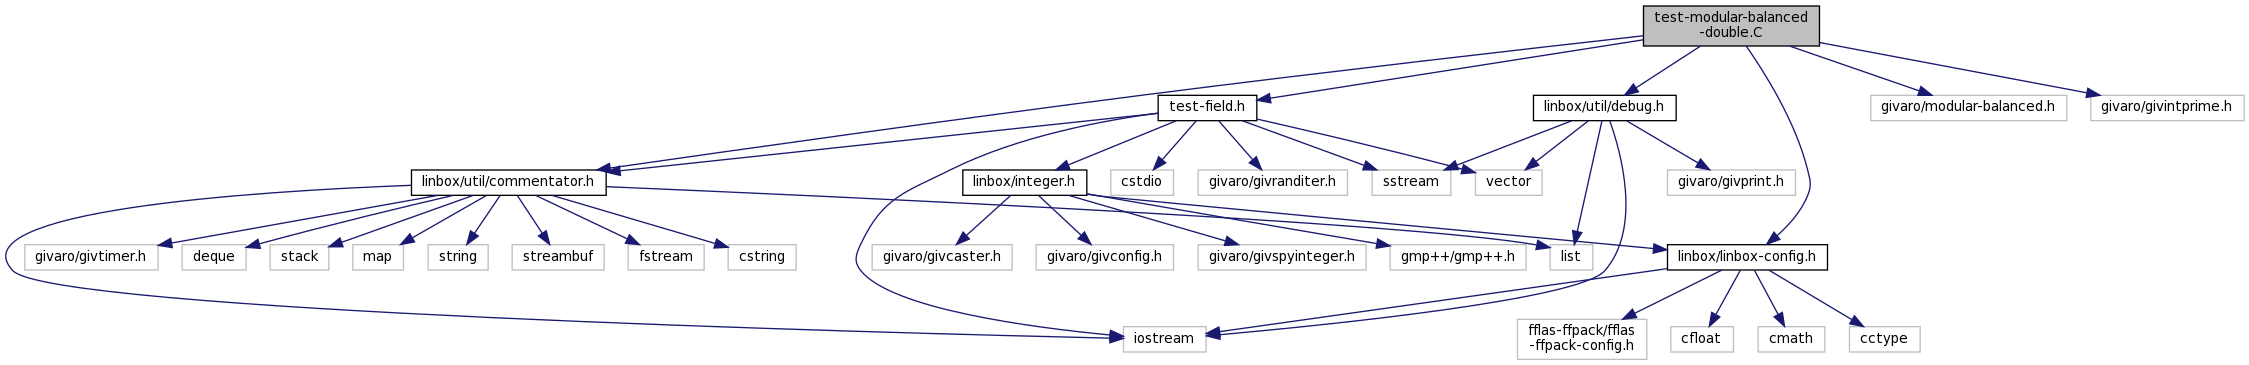 test-modular-balanced
-double.C
test-field.h
linbox/util/debug.h
givaro/modular-balanced.h
givaro/givintprime.h
linbox/util/commentator.h
linbox/integer.h
cstdio
givaro/givranditer.h
sstream
vector
givaro/givprint.h
givaro/givtimer.h
deque
stack
map
string
streambuf
fstream
cstring
givaro/givcaster.h
givaro/givconfig.h
givaro/givspyinteger.h
gmp++/gmp++.h
list
linbox/linbox-config.h
iostream
fflas-ffpack/fflas
-ffpack-config.h
cfloat
cmath
cctype